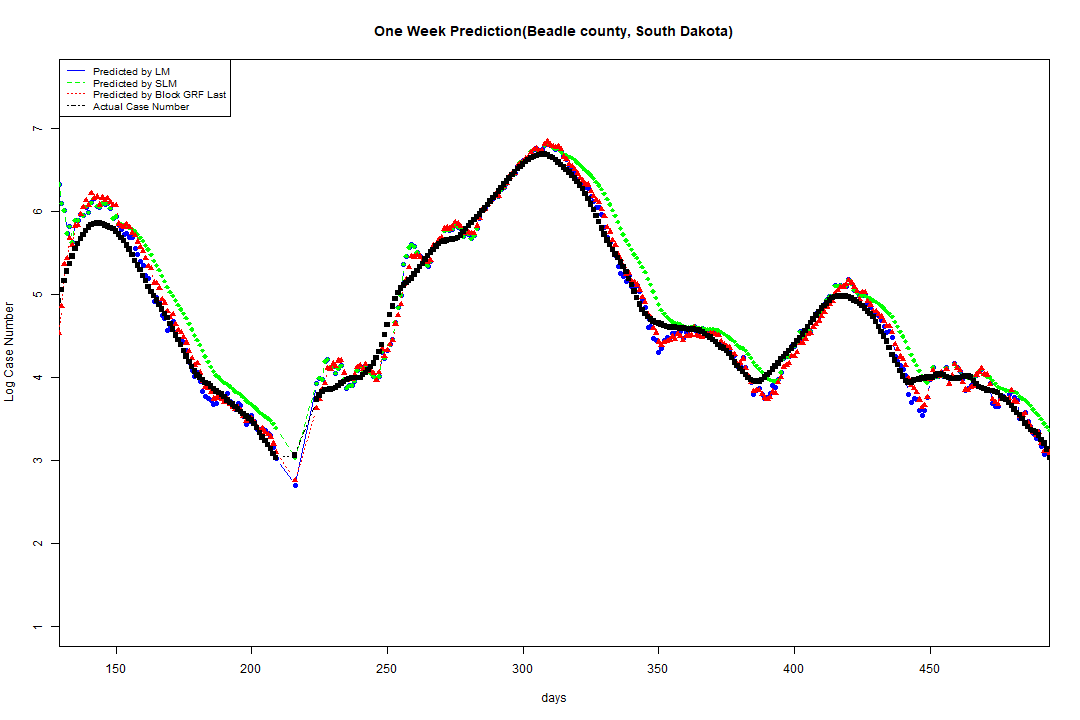 One Week Prediction(Beadle county, South Dakota)
Predicted by LM
Predicted by SLM
Predicted by Block GRF Last
Actual Case Number
7
6
5
4
3
2
1
Log Case Number
150 200 250 300 350 400 450
days